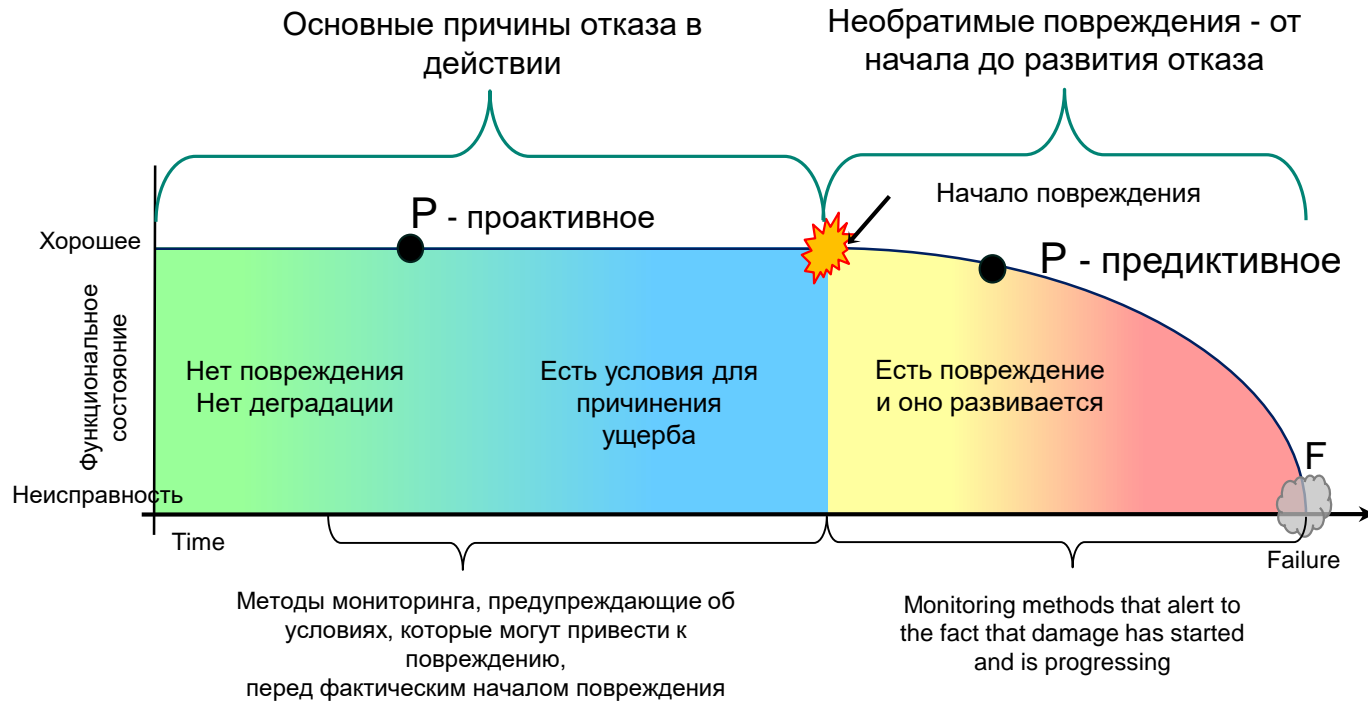 Основные причины отказа в
действии
Необратимые повреждения - от
начала до развития отказа
Начало повреждения
P - проактивное
Хорошее
P - предиктивное
Функциональное
состояние
Нет повреждения
Нет деградации
Есть условия для
причинения
ущерба
Есть повреждение
и оно развивается
F
Неисправность
Time
Failure
Методы мониторинга, предупреждающие об
условиях, которые могут привести к
повреждению,
перед фактическим началом повреждения
Monitoring methods that alert to
the fact that damage has started
and is progressing